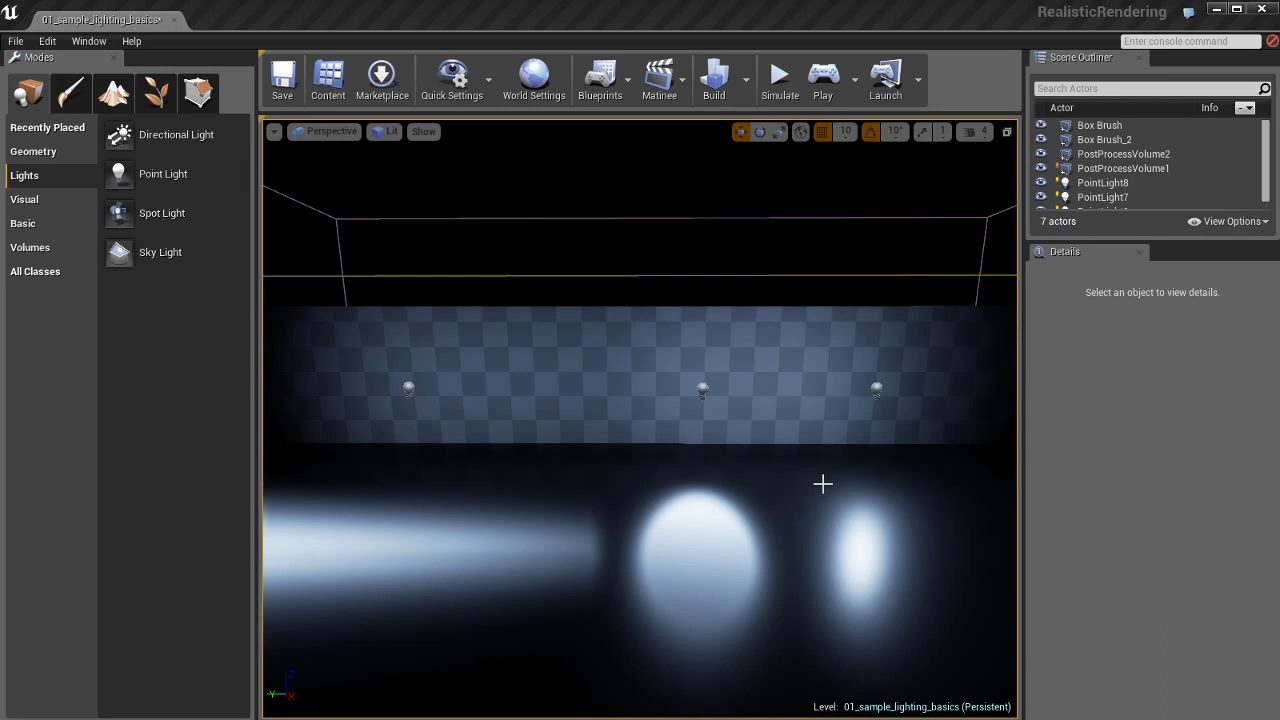 01_sample_lighting_basics*
RealisticRendering
File Edit Window Help
Enter console command
Modes
Scene Outliner
Save
Content
Marketplace
Quick Settings
World Settings
Blueprints
Matinee
Build
Simulate
Play
Launch
Search Actors
Actor Info
Recently Placed
Geometry
Lights
Visual
Basic
Volumes
All Classes
Directional Light
Point Light
Spot Light
Sky Light
Perspective Lit Show
10 10° 1 4
Box Brush
Box Brush_2
PostProcessVolume2
PostProcessVolume1
PointLight8
PointLight7
7 actors View Options
Details
Select an object to view details.
Z
Y X
Level: 01_sample_lighting_basics (Persistent)